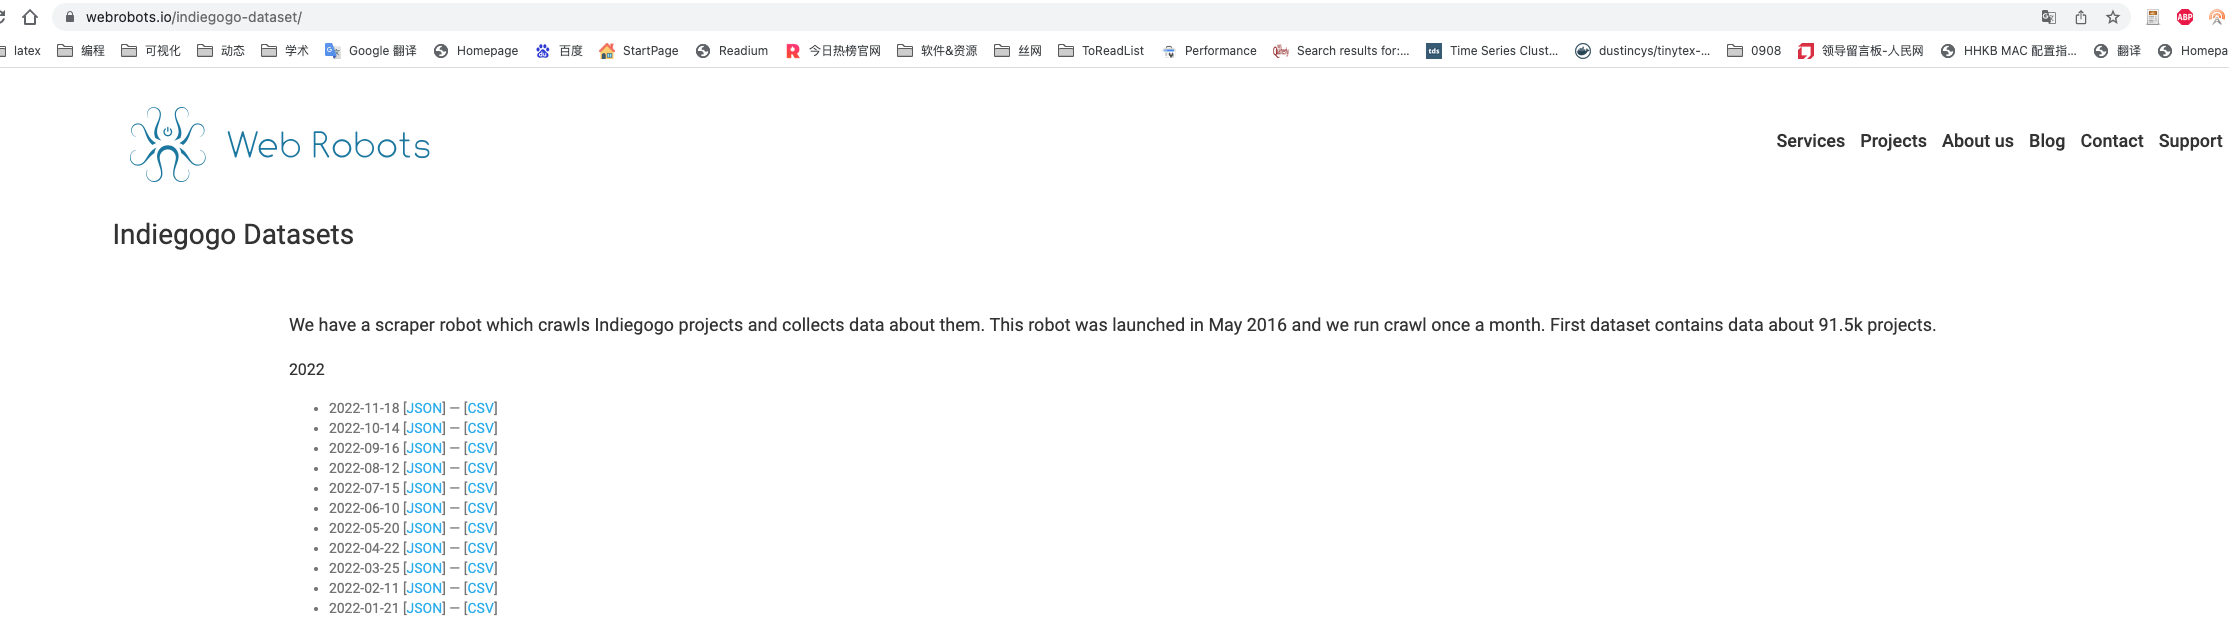 webrobots.io/indiegogo-dataset/
latex 编程 可视化 动态 学术 Google 翻译 Homepage 百度 StartPage Readium 今日热榜官网 软件&资源 丝网 ToReadList Performance Search results for:... tds Time Series Clust... dustincys/tinytex-... 0908 领导留言板-人民网 HHKB MAC 配置指... 翻译 Homepa
Web Robots
Services Projects About us Blog Contact Support
Indiegogo Datasets
We have a scraper robot which crawls Indiegogo projects and collects data about them. This robot was launched in May 2016 and we run crawl once a month. First dataset contains data about 91.5k projects.
2022
• 2022-11-18 [JSON] — [CSV]
• 2022-10-14 [JSON] — [CSV]
• 2022-09-16 [JSON] — [CSV]
• 2022-08-12 [JSON] — [CSV]
• 2022-07-15 [JSON] — [CSV]
• 2022-06-10 [JSON] — [CSV]
• 2022-05-20 [JSON] — [CSV]
• 2022-04-22 [JSON] — [CSV]
• 2022-03-25 [JSON] — [CSV]
• 2022-02-11 [JSON] — [CSV]
• 2022-01-21 [JSON] — [CSV]